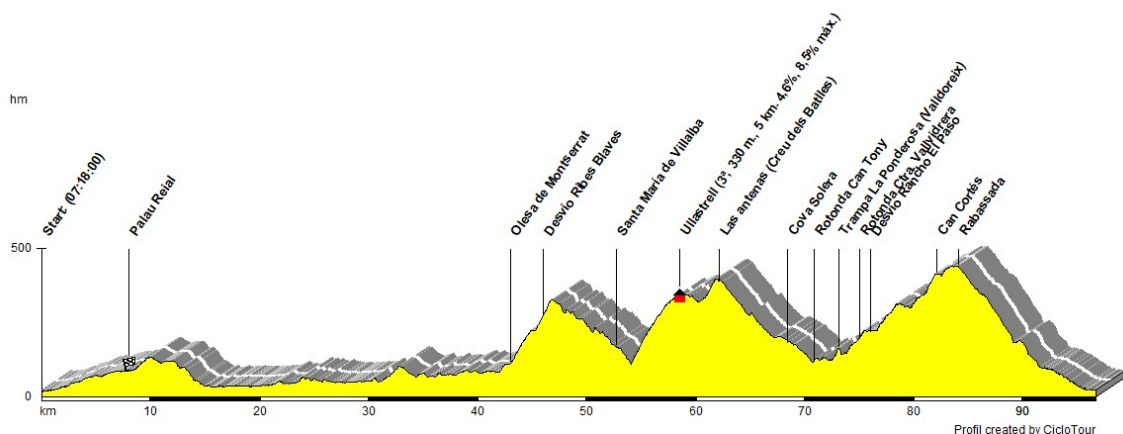 hm
500
0
km
10
20
30
40
50
60
70
80
90
Start: (07:18:00)
Palau Reial
Olesa de Montserrat
Desvío Ribes Blaves
Santa María de Villalba
Ullastrell (3ª, 330 m., 5 km. 4,6%, 8,5% máx.)
Las antenas (Creu dels Batlles)
Cova Solera
Rotonda Can Tony
Trampa La Ponderosa (Valldoreix)
Rotonda Ctra. Vallvidrera
Desvío Rancho El Paso
Can Cortés
Rabassada
Profil created by CicloTour